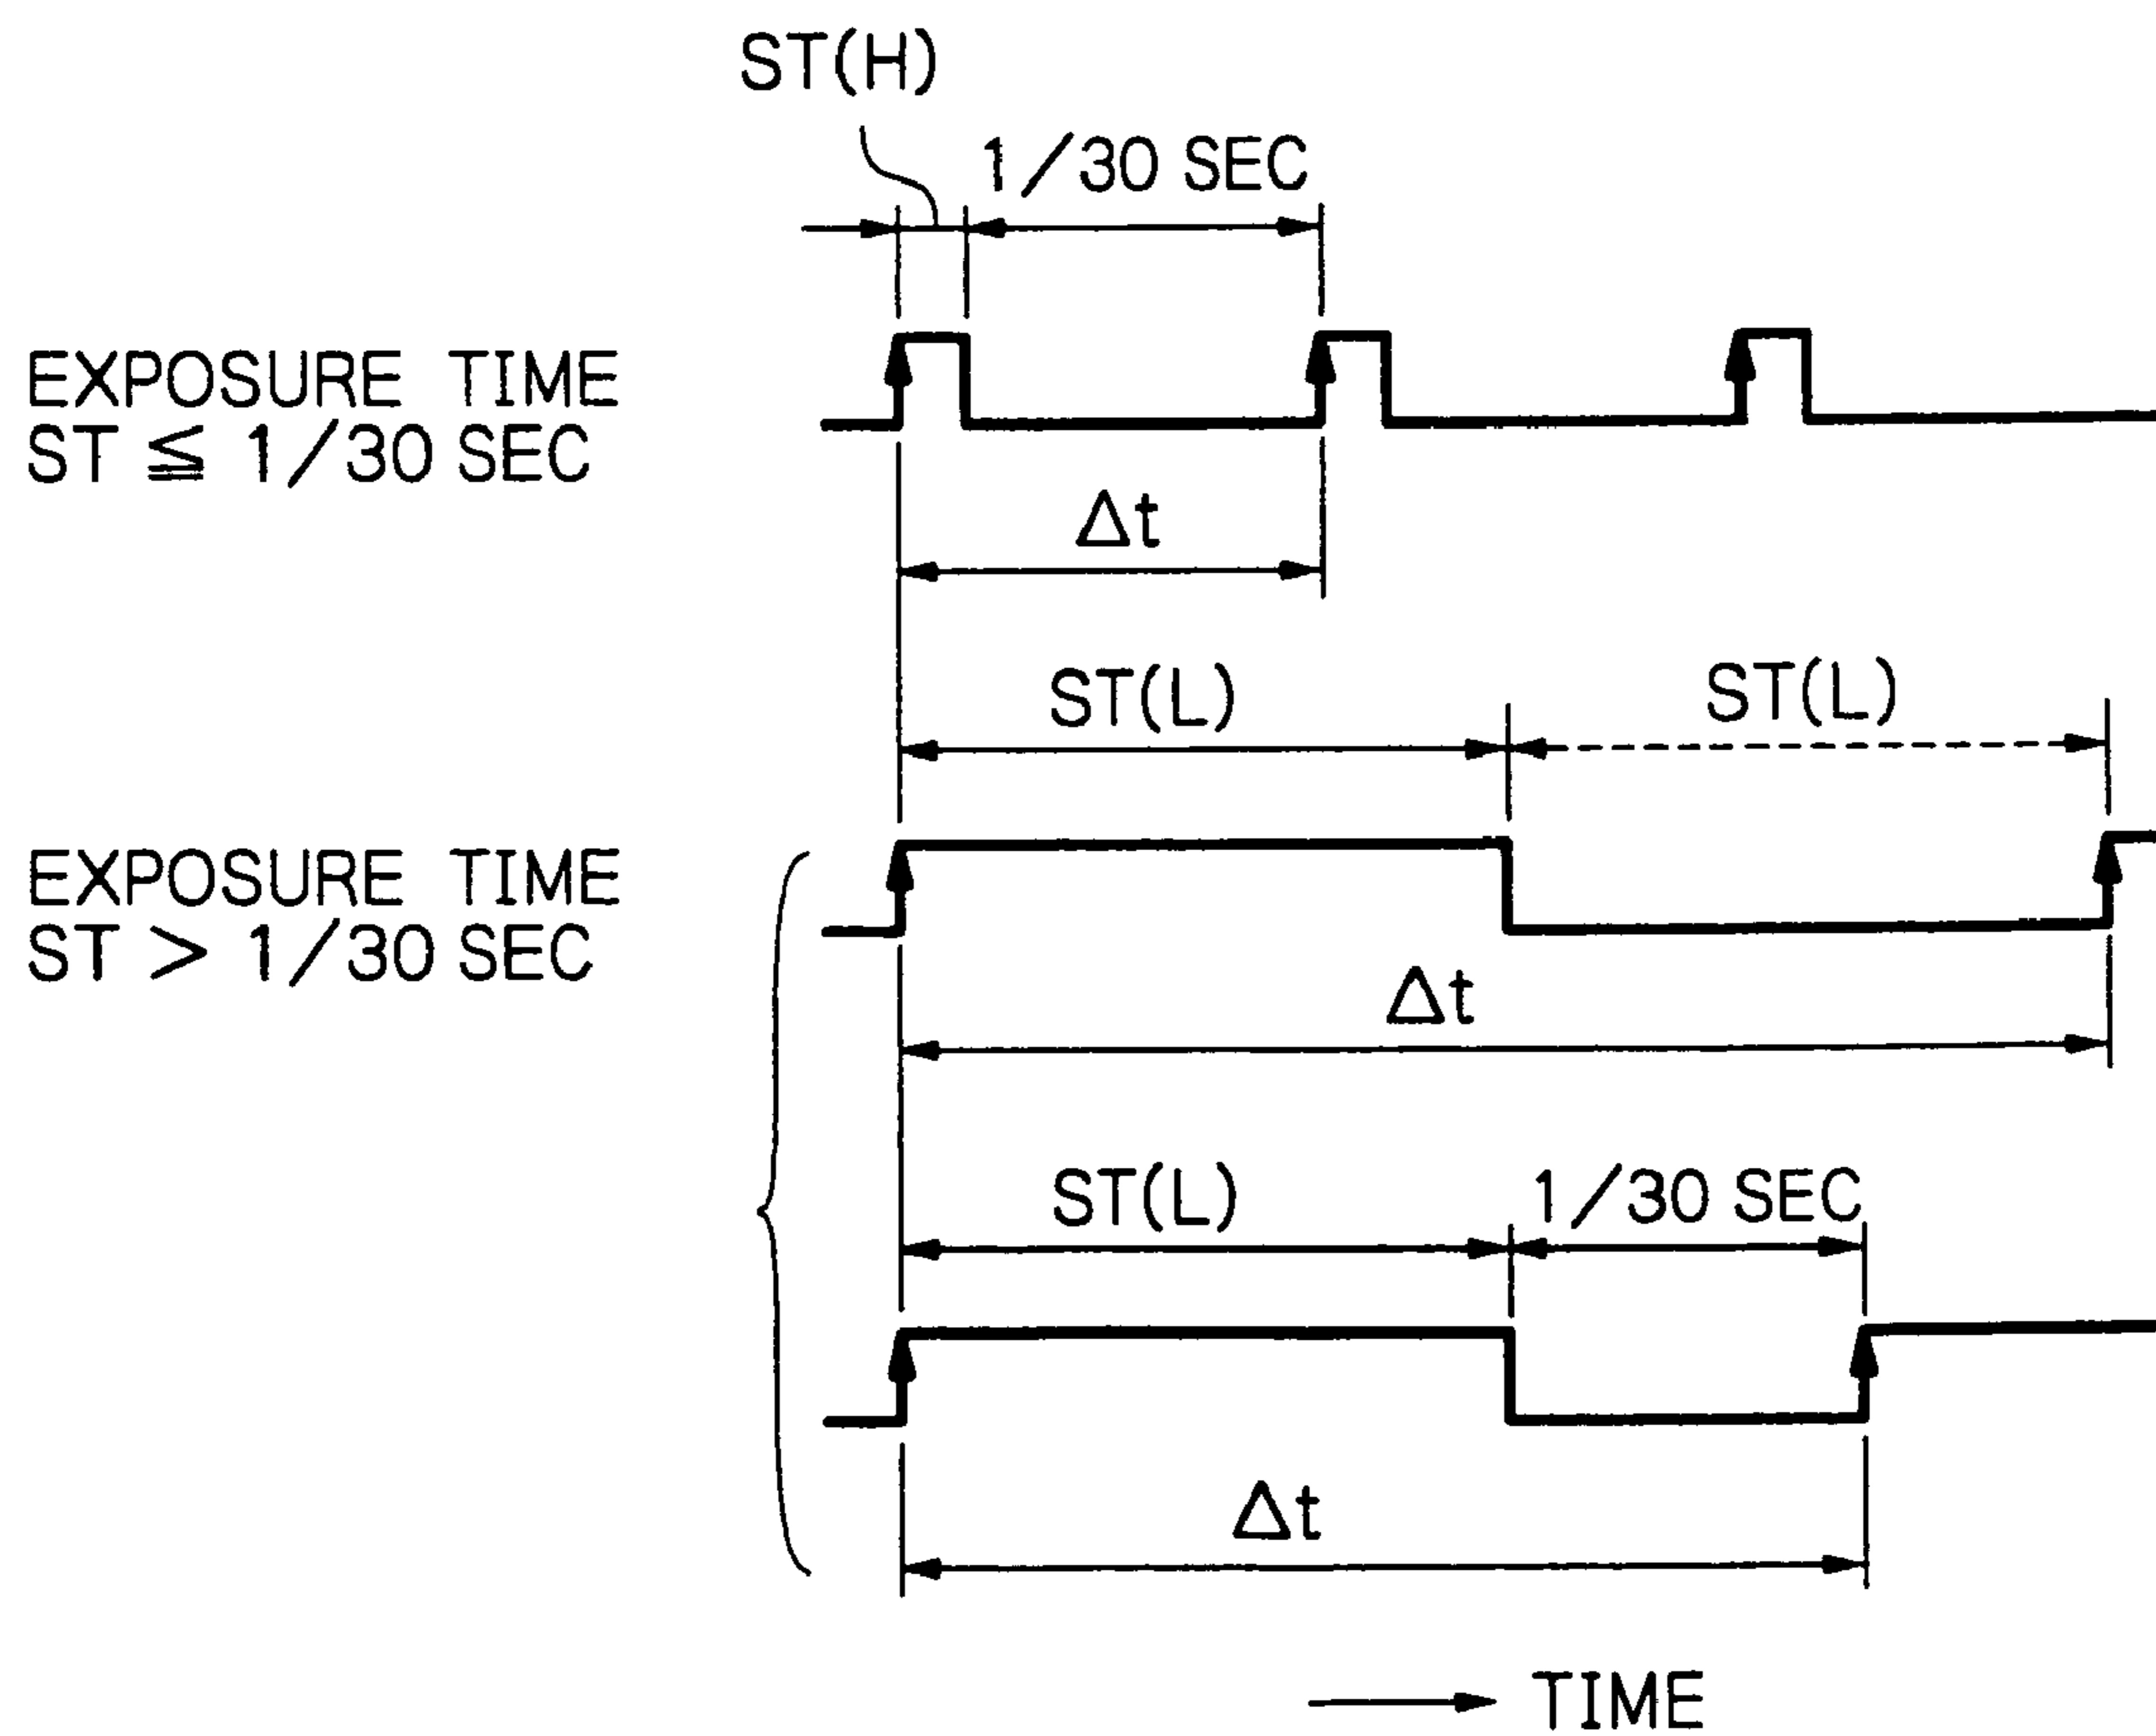 ST(H)
1/30 SEC
EXPOSURE TIME
ST ≦ 1/30 SEC
Δt
ST(L)
ST(L)
EXPOSURE TIME
ST > 1/30 SEC
Δt
ST(L)
1/30 SEC
Δt
TIME